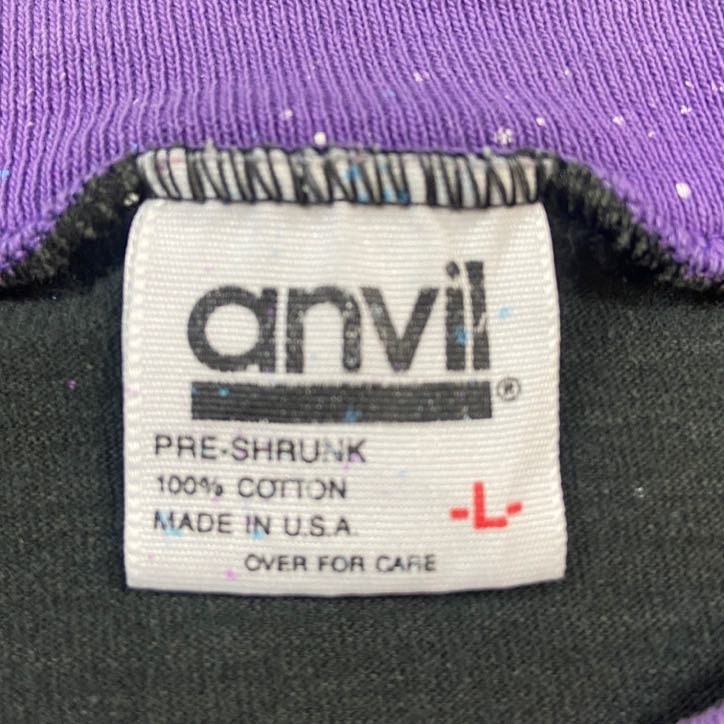 anvil®
PRE-SHRUNK
100% COTTON
MADE IN U.S.A.
-L-
OVER FOR CARE